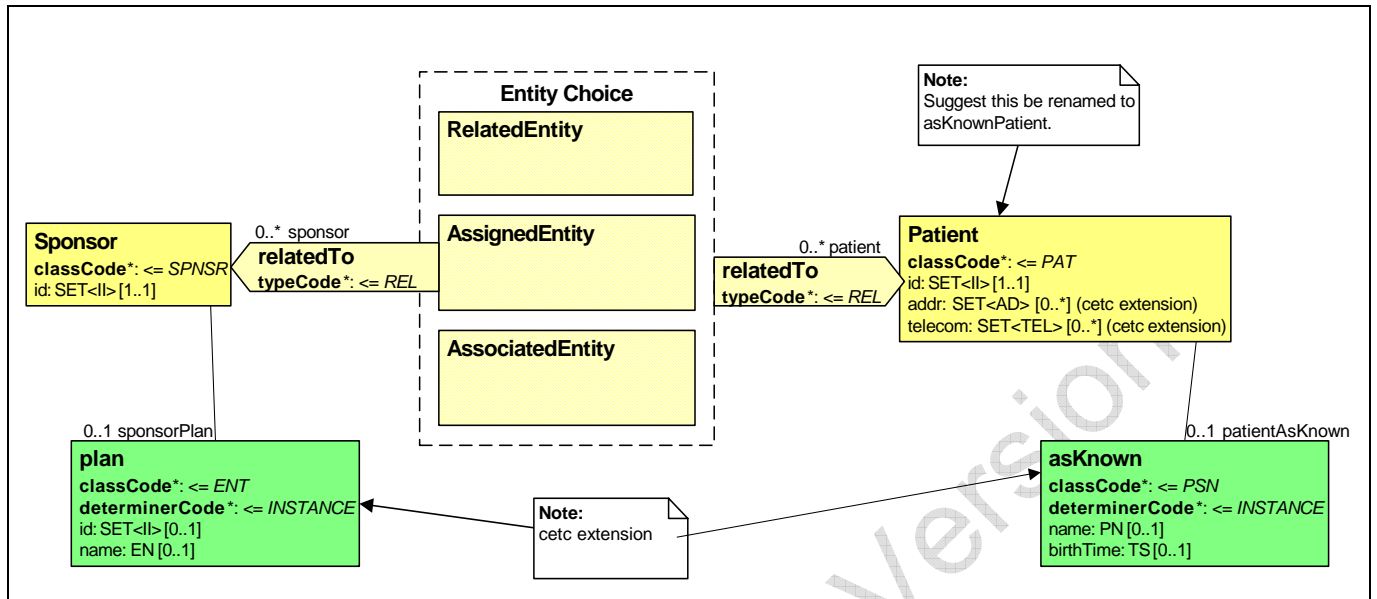 Entity Choice
RelatedEntity
AssignedEntity
AssociatedEntity
Note:
Suggest this be renamed to
asKnownPatient.
Sponsor
classCode*: <= SPNSR
id: SET<II> [1..1]
0..* sponsor
relatedTo
typeCode*: <= REL
0..* patient
relatedTo
typeCode*: <= REL
Patient
classCode*: <= PAT
id: SET<II> [1..1]
addr: SET<AD> [0..*] (cetc extension)
telecom: SET<TEL> [0..*] (cetc extension)
0..1 sponsorPlan
plan
classCode*: <= ENT
determinerCode*: <= INSTANCE
id: SET<II> [0..1]
name: EN [0..1]
Note:
cetc extension
0..1 patientAsKnown
asKnown
classCode*: <= PSN
determinerCode*: <= INSTANCE
name: PN [0..1]
birthTime: TS [0..1]
Version